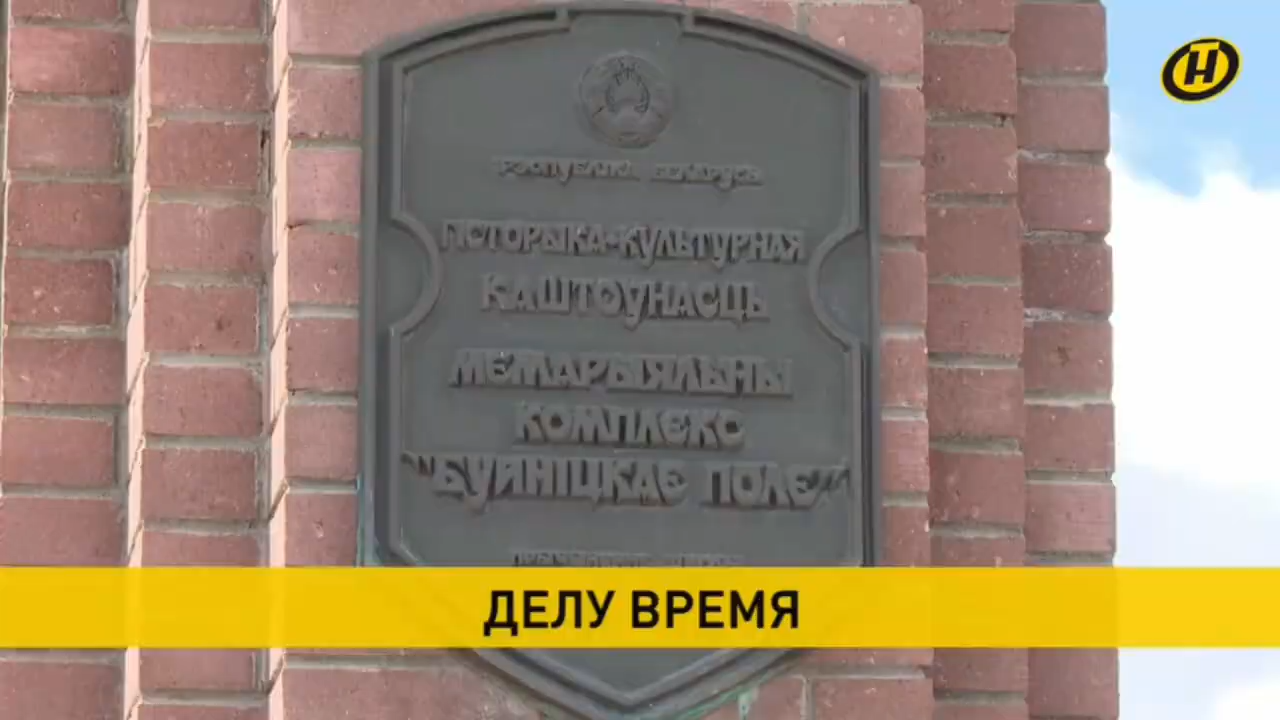 РЭСПУБЛІКА БЕЛАРУСЬ
ГІСТОРЫКА-КУЛЬТУРНАЯ
КАШТОЎНАСЦЬ
МЕМАРЫЯЛЬНЫ
КОМПЛЕКС
"БУЙНІЦКАЕ ПОЛЕ"
ДЕЛУ ВРЕМЯ